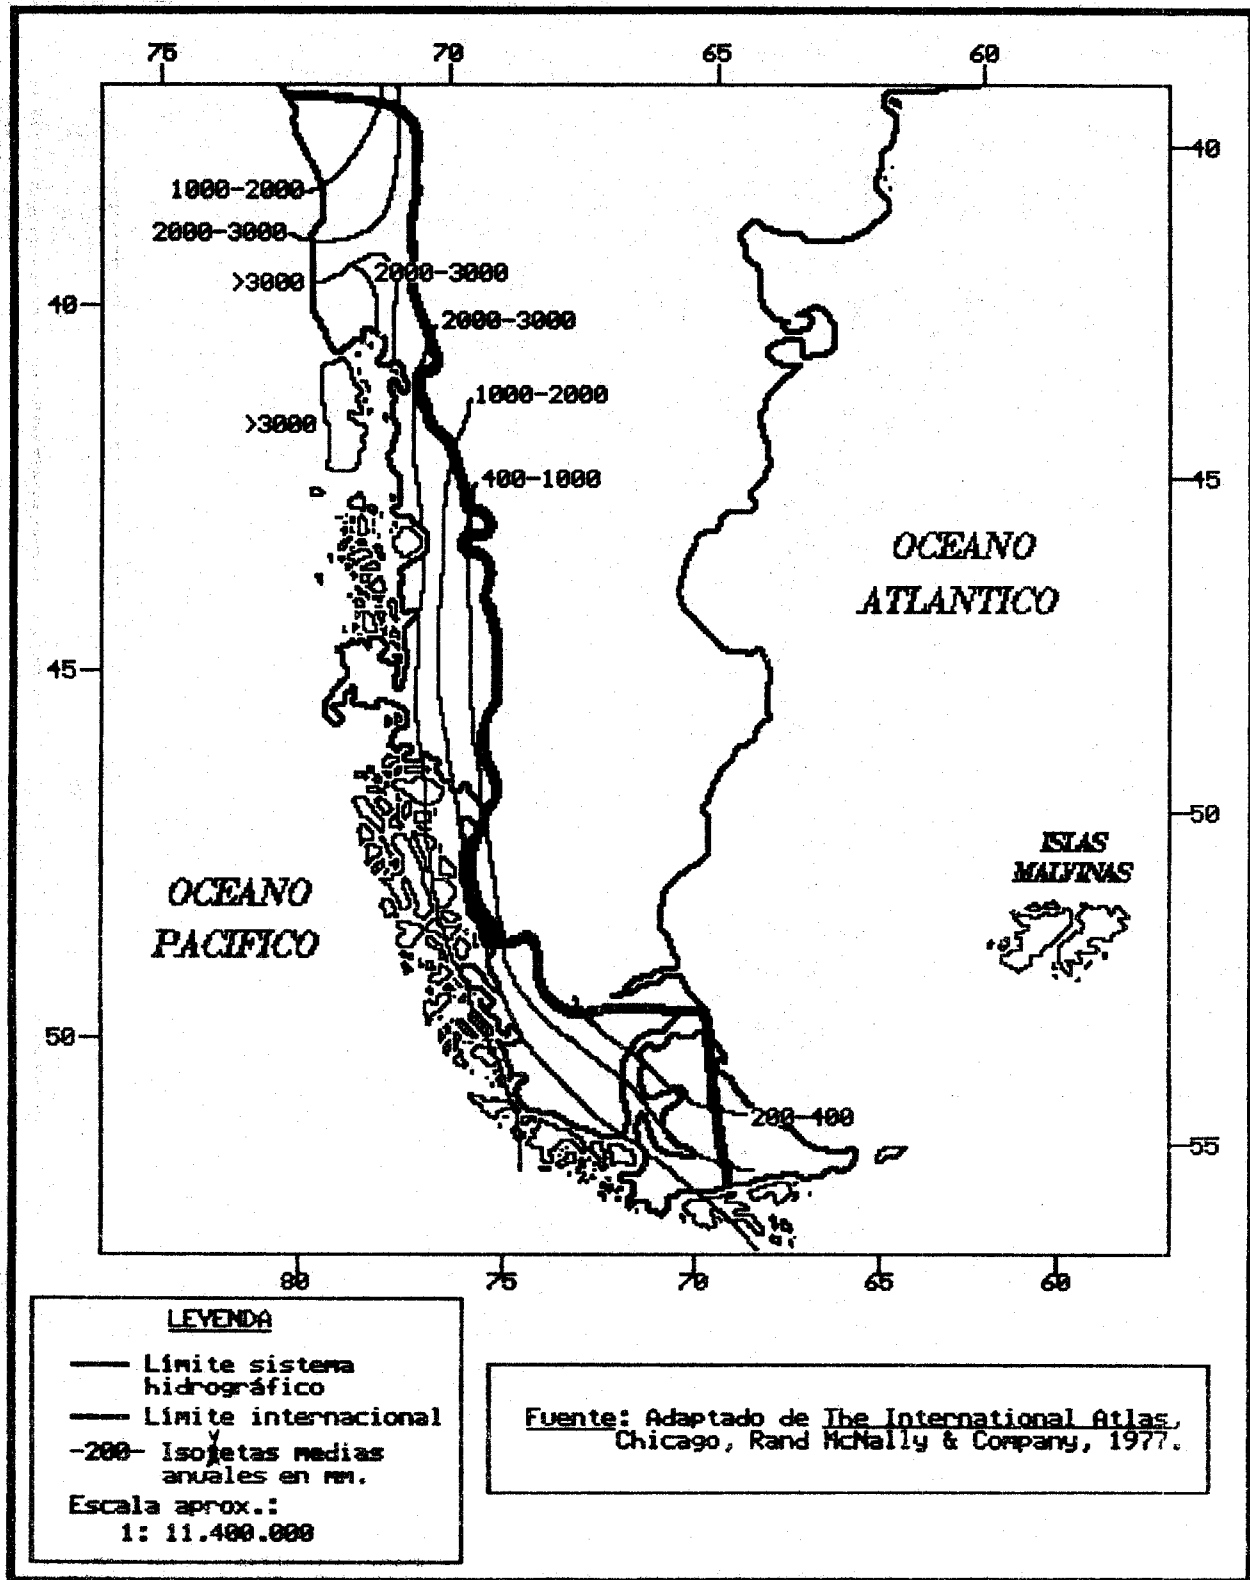 75 70 65 60
40
1000-2000
2000-3000
>3000 2000-3000
40
2000-3000
1000-2000
>3000
400-1000
45
OCEANO
ATLANTICO
45
50
ISLAS
MALVINAS
OCEANO
PACIFICO
50
200-400
55
80 75 70 65 60
LEYENDA
Límite sistema
hidrográfico
Límite internacional
-200- Isoyetas medias
anuales en mm.
Escala aprox.:
1: 11.400.000
Fuente: Adaptado de The International Atlas,
Chicago, Rand McNally & Company, 1977.